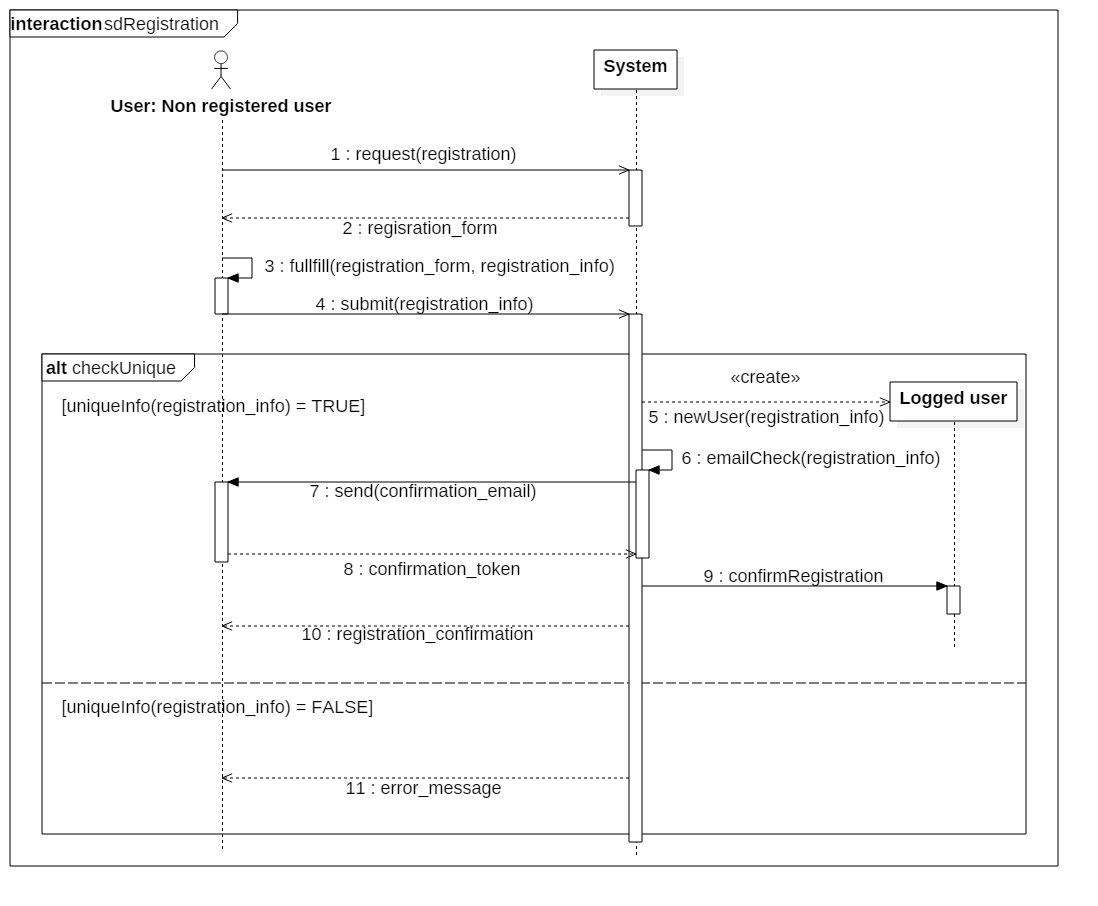 interaction sdRegistration
System
User: Non registered user
1 : request(registration)
2 : regisration_form
3 : fullfill(registration_form, registration_info)
4 : submit(registration_info)
alt checkUnique
«create»
[uniqueInfo(registration_info) = TRUE]
Logged user
5 : newUser(registration_info)
6 : emailCheck(registration_info)
7 : send(confirmation_email)
8 : confirmation_token
9 : confirmRegistration
10 : registration_confirmation
[uniqueInfo(registration_info) = FALSE]
11 : error_message